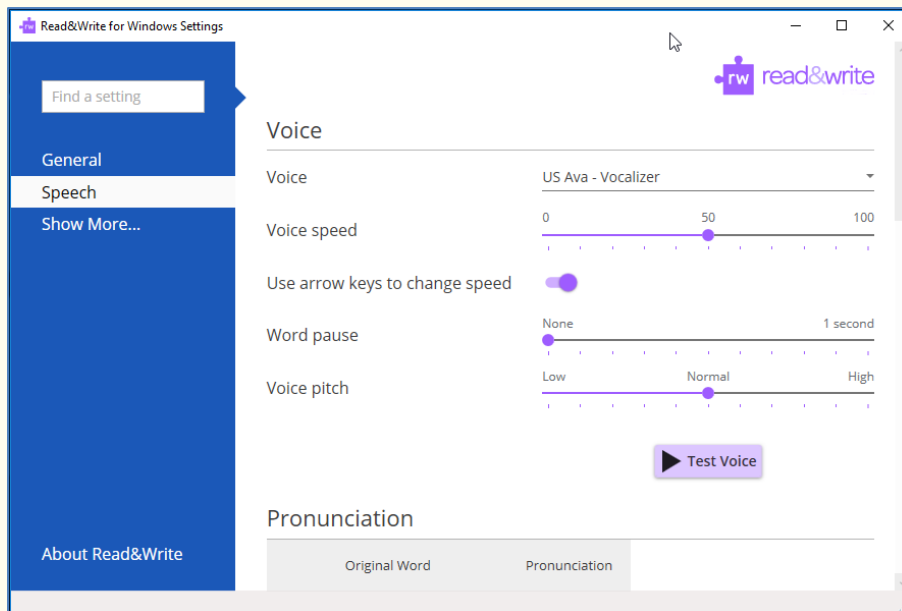 Read&Write for Windows Settings
rw read&write
Find a setting
General
Speech
Show More...
About Read&Write
Voice
Voice US Ava - Vocalizer
0 50 100
Voice speed
Use arrow keys to change speed
None 1 second
Word pause
Low Normal High
Voice pitch
Test Voice
Pronunciation
Original Word Pronunciation